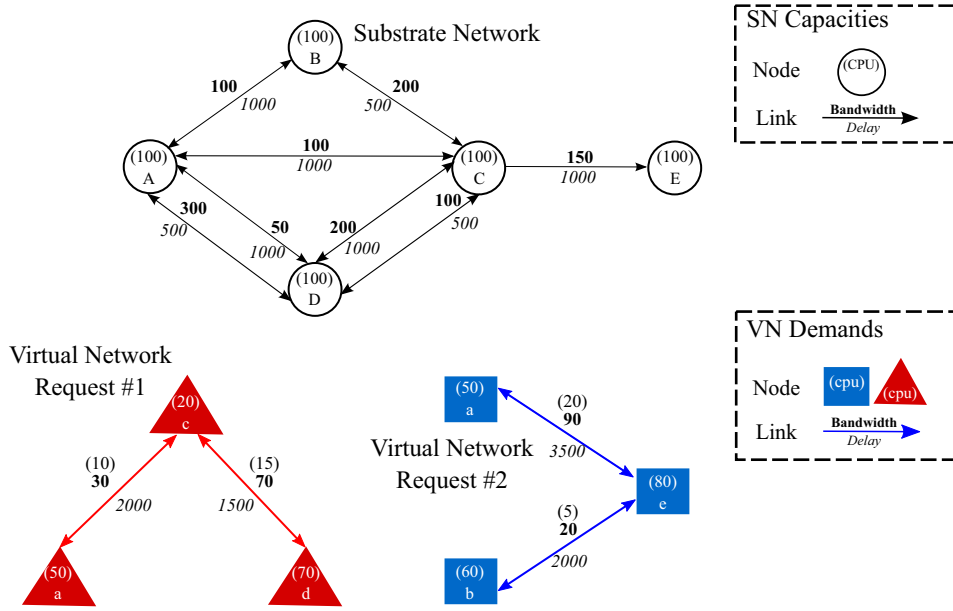 Substrate Network
(100)
B
100
1000
200
500
(100)
A
100
1000
(100)
C
150
1000
(100)
E
300
500
50
1000
200
1000
100
500
(100)
D
SN Capacities
Node
(CPU)
Link
Bandwidth
Delay
Virtual Network
Request #1
(20)
c
(10)
30
2000
(15)
70
1500
(50)
a
(70)
d
Virtual Network
Request #2
(50)
a
(20)
90
3500
(80)
e
(5)
20
2000
(60)
b
VN Demands
Node
(cpu)
(cpu)
Link
Bandwidth
Delay